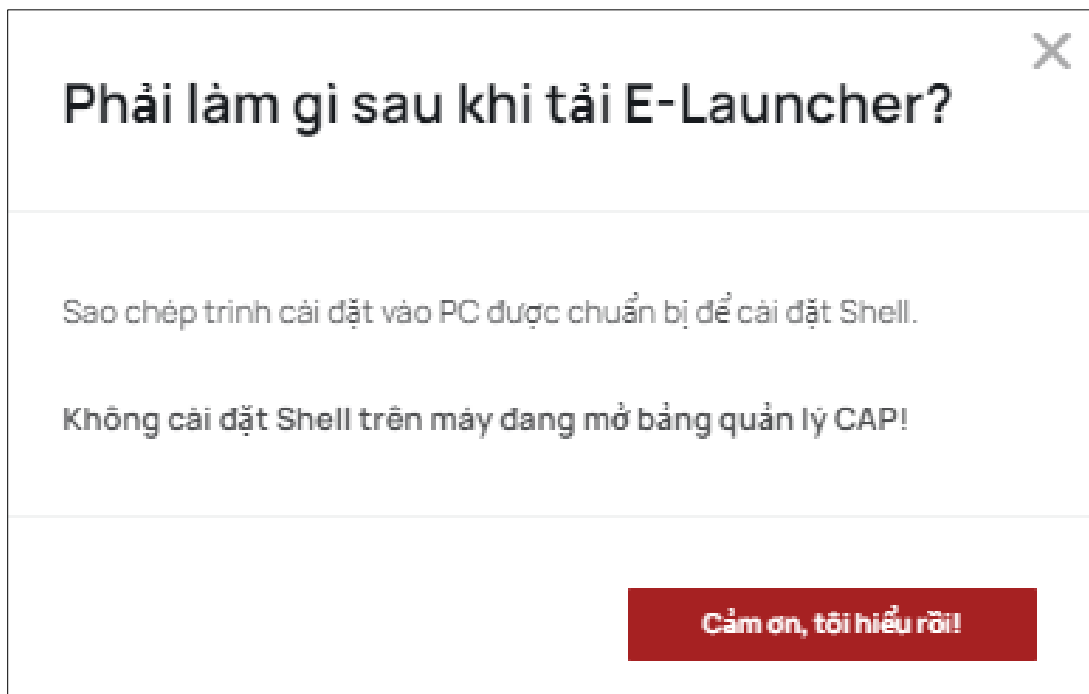 Phải làm gì sau khi tải E-Launcher?
Sao chép trình cài đặt vào PC được chuẩn bị để cài đặt Shell.
Không cài đặt Shell trên máy đang mở bảng quản lý CAP!
Cảm ơn, tôi hiểu rồi!